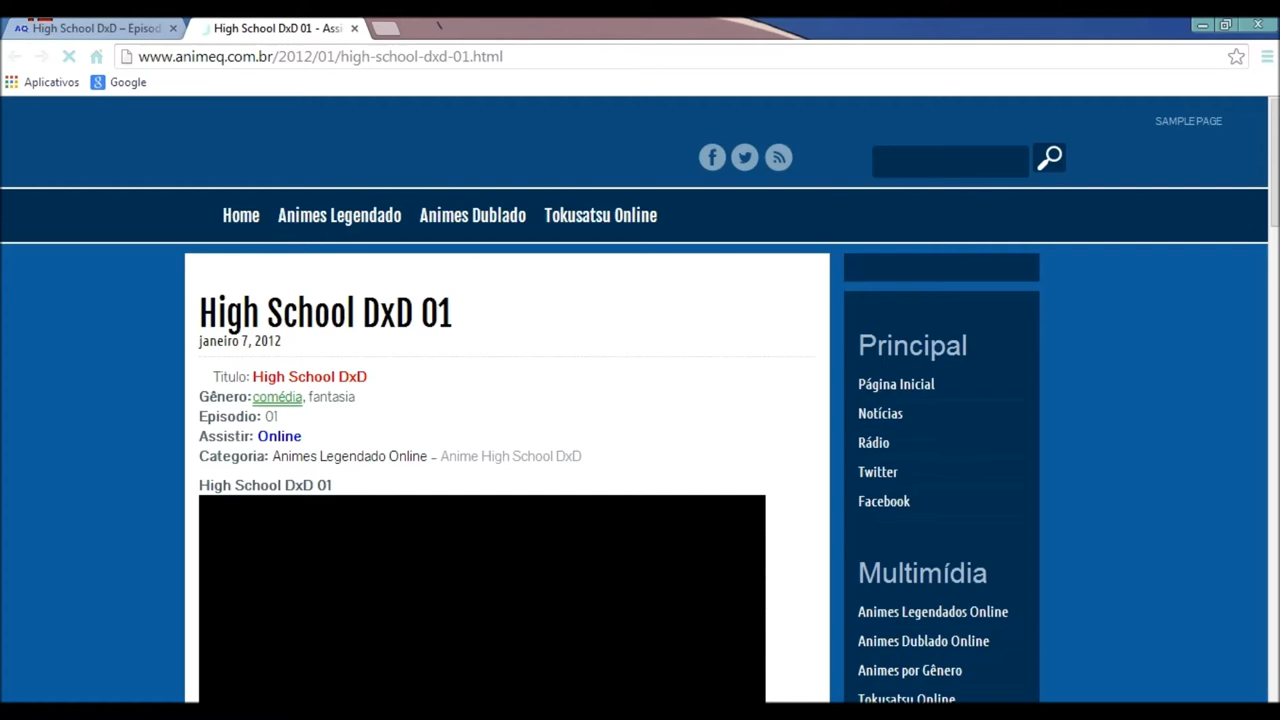 AQ High School DxD – Episod
High School DxD 01 - Assi
www.animeq.com.br/2012/01/high-school-dxd-01.html
Aplicativos
Google
SAMPLE PAGE
Home
Animes Legendado
Animes Dublado
Tokusatsu Online
High School DxD 01
janeiro 7, 2012
Titulo: High School DxD
Gênero: comédia, fantasia
Episodio: 01
Assistir: Online
Categoria: Animes Legendado Online – Anime High School DxD
High School DxD 01
Principal
Página Inicial
Notícias
Rádio
Twitter
Facebook
Multimídia
Animes Legendados Online
Animes Dublado Online
Animes por Gênero
Tokusatsu Online